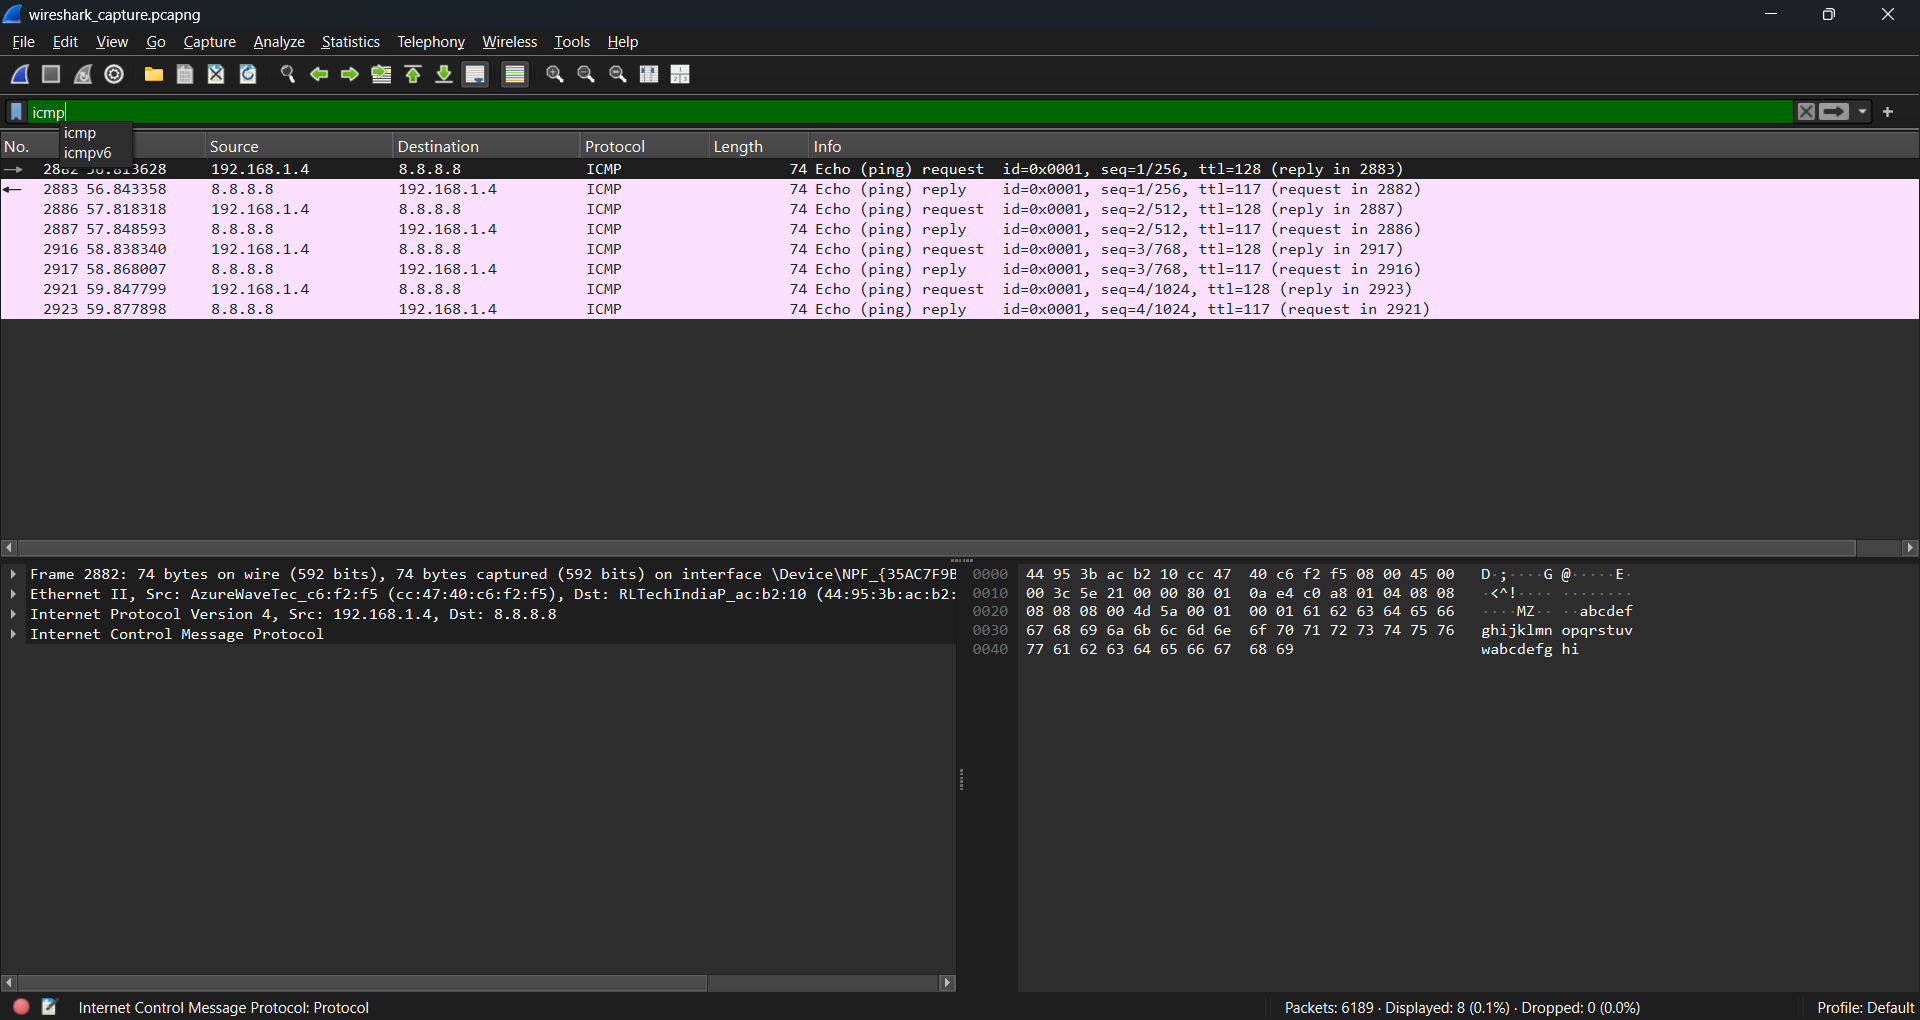 wireshark_capture.pcapng
File Edit View Go Capture Analyze Statistics Telephony Wireless Tools Help
icmp
icmp
icmpv6
No. Source Destination Protocol Length Info
2882 3628 192.168.1.4 8.8.8.8 ICMP 74 Echo (ping) request id=0x0001, seq=1/256, ttl=128 (reply in 2883)
2883 56.843358 8.8.8.8 192.168.1.4 ICMP 74 Echo (ping) reply id=0x0001, seq=1/256, ttl=117 (request in 2882)
2886 57.818318 192.168.1.4 8.8.8.8 ICMP 74 Echo (ping) request id=0x0001, seq=2/512, ttl=128 (reply in 2887)
2887 57.848593 8.8.8.8 192.168.1.4 ICMP 74 Echo (ping) reply id=0x0001, seq=2/512, ttl=117 (request in 2886)
2916 58.838340 192.168.1.4 8.8.8.8 ICMP 74 Echo (ping) request id=0x0001, seq=3/768, ttl=128 (reply in 2917)
2917 58.868007 8.8.8.8 192.168.1.4 ICMP 74 Echo (ping) reply id=0x0001, seq=3/768, ttl=117 (request in 2916)
2921 59.847799 192.168.1.4 8.8.8.8 ICMP 74 Echo (ping) request id=0x0001, seq=4/1024, ttl=128 (reply in 2923)
2923 59.877898 8.8.8.8 192.168.1.4 ICMP 74 Echo (ping) reply id=0x0001, seq=4/1024, ttl=117 (request in 2921)
Frame 2882: 74 bytes on wire (592 bits), 74 bytes captured (592 bits) on interface \Device\NPF_{35AC7F9B
Ethernet II, Src: AzureWaveTec_c6:f2:f5 (cc:47:40:c6:f2:f5), Dst: RLTechIndiaP_ac:b2:10 (44:95:3b:ac:b2:
Internet Protocol Version 4, Src: 192.168.1.4, Dst: 8.8.8.8
Internet Control Message Protocol
0000 44 95 3b ac b2 10 cc 47 40 c6 f2 f5 08 00 45 00 D·;····G @·····E·
0010 00 3c 5e 21 00 00 80 01 0a e4 c0 a8 01 04 08 08 ·<^!···· ········
0020 08 08 08 00 4d 5a 00 01 00 01 61 62 63 64 65 66 ····MZ·· ··abcdef
0030 67 68 69 6a 6b 6c 6d 6e 6f 70 71 72 73 74 75 76 ghijklmn opqrstuv
0040 77 61 62 63 64 65 66 67 68 69 wabcdefg hi
Internet Control Message Protocol: Protocol
Packets: 6189 · Displayed: 8 (0.1%) · Dropped: 0 (0.0%)
Profile: Default